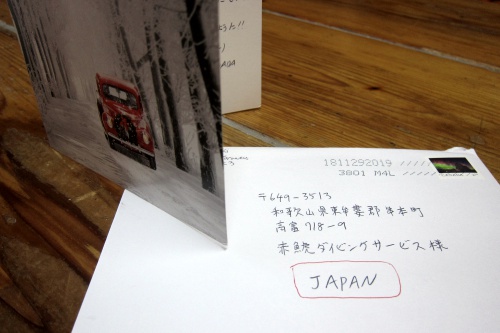 1811292019
3801 M4L
〒649-3513
和歌山県東牟婁郡串本町
高富718-9
赤鯱ダイビングサービス様
JAPAN